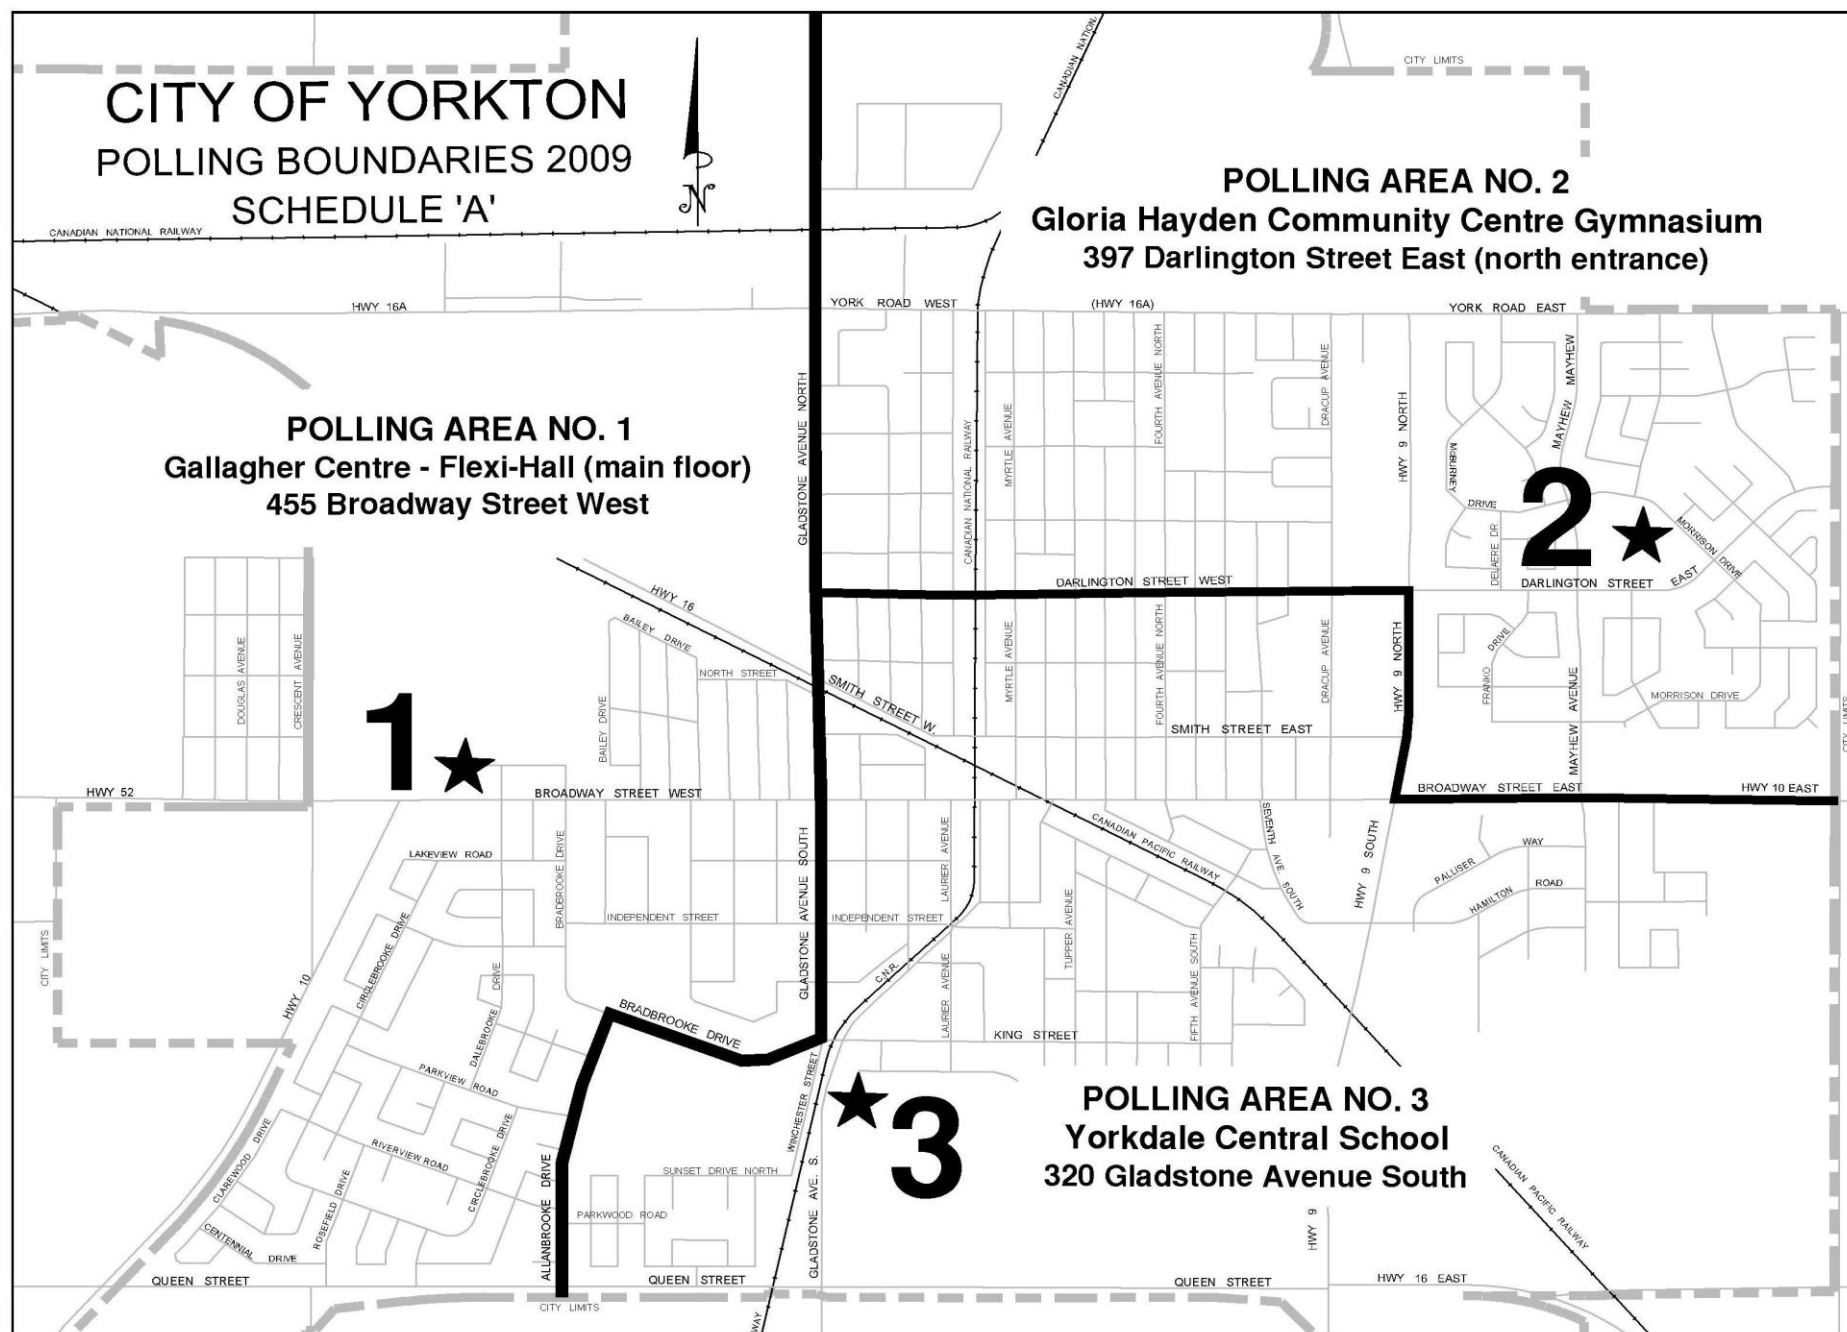 CITY OF YORKTON
POLLING BOUNDARIES 2009
SCHEDULE 'A'
N
CANADIAN NATIONAL RAILWAY
CANADIAN NATION
CITY LIMITS
POLLING AREA NO. 2
Gloria Hayden Community Centre Gymnasium
397 Darlington Street East (north entrance)
HWY 16A
YORK ROAD WEST
(HWY 16A)
YORK ROAD EAST
POLLING AREA NO. 1
Gallagher Centre - Flexi-Hall (main floor)
455 Broadway Street West
GLADSTONE AVENUE NORTH
CANADIAN NATIONAL RAILWAY
MYRTLE AVENUE
FOURTH AVENUE NORTH
DRACUP AVENUE
HWY 9 NORTH
MAYHEW
MAYHEW
McBURNEY
DRIVE
DELAERE DR.
2
MORRISON DRIVE
DARLINGTON STREET WEST
DARLINGTON STREET
EAST
HWY 16
BAILEY DRIVE
NORTH STREET
DOUGLAS AVENUE
CRESCENT AVENUE
BAILEY DRIVE
SMITH STREET W.
MYRTLE AVENUE
FOURTH AVENUE NORTH
DRACUP AVENUE
HWY 9 NORTH
FRANKO
DRIVE
MAYHEW AVENUE
MORRISON DRIVE
CITY LIMITS
SMITH STREET EAST
1
HWY 52
BROADWAY STREET WEST
BROADWAY STREET EAST
HWY 10 EAST
LAKEVIEW ROAD
BRADBROOKE DRIVE
GLADSTONE AVENUE SOUTH
LAURIER AVENUE
CANADIAN PACIFIC RAILWAY
SEVENTH AVE SOUTH
HWY 9 SOUTH
PALLISER
WAY
HAMILTON
ROAD
INDEPENDENT STREET
INDEPENDENT STREET
TUPPER AVENUE
CITY LIMITS
HWY 10
CIRCLEBROOKE DRIVE
DALEBROOKE DRIVE
C.N.R.
LAURIER AVENUE
FIFTH AVENUE SOUTH
BRADBROOKE DRIVE
KING STREET
PARKVIEW ROAD
WINCHESTER STREET
3
POLLING AREA NO. 3
Yorkdale Central School
320 Gladstone Avenue South
CLAREWOOD DRIVE
RIVERVIEW ROAD
CIRCLEBROOKE DRIVE
ROSEFIELD DRIVE
CENTENNIAL
DRIVE
ALLANBROOKE DRIVE
SUNSET DRIVE NORTH
PARKWOOD ROAD
GLADSTONE AVE. S.
HWY 9
CANADIAN PACIFIC RAILWAY
QUEEN STREET
QUEEN STREET
QUEEN STREET
HWY 16 EAST
CITY LIMITS
WAY